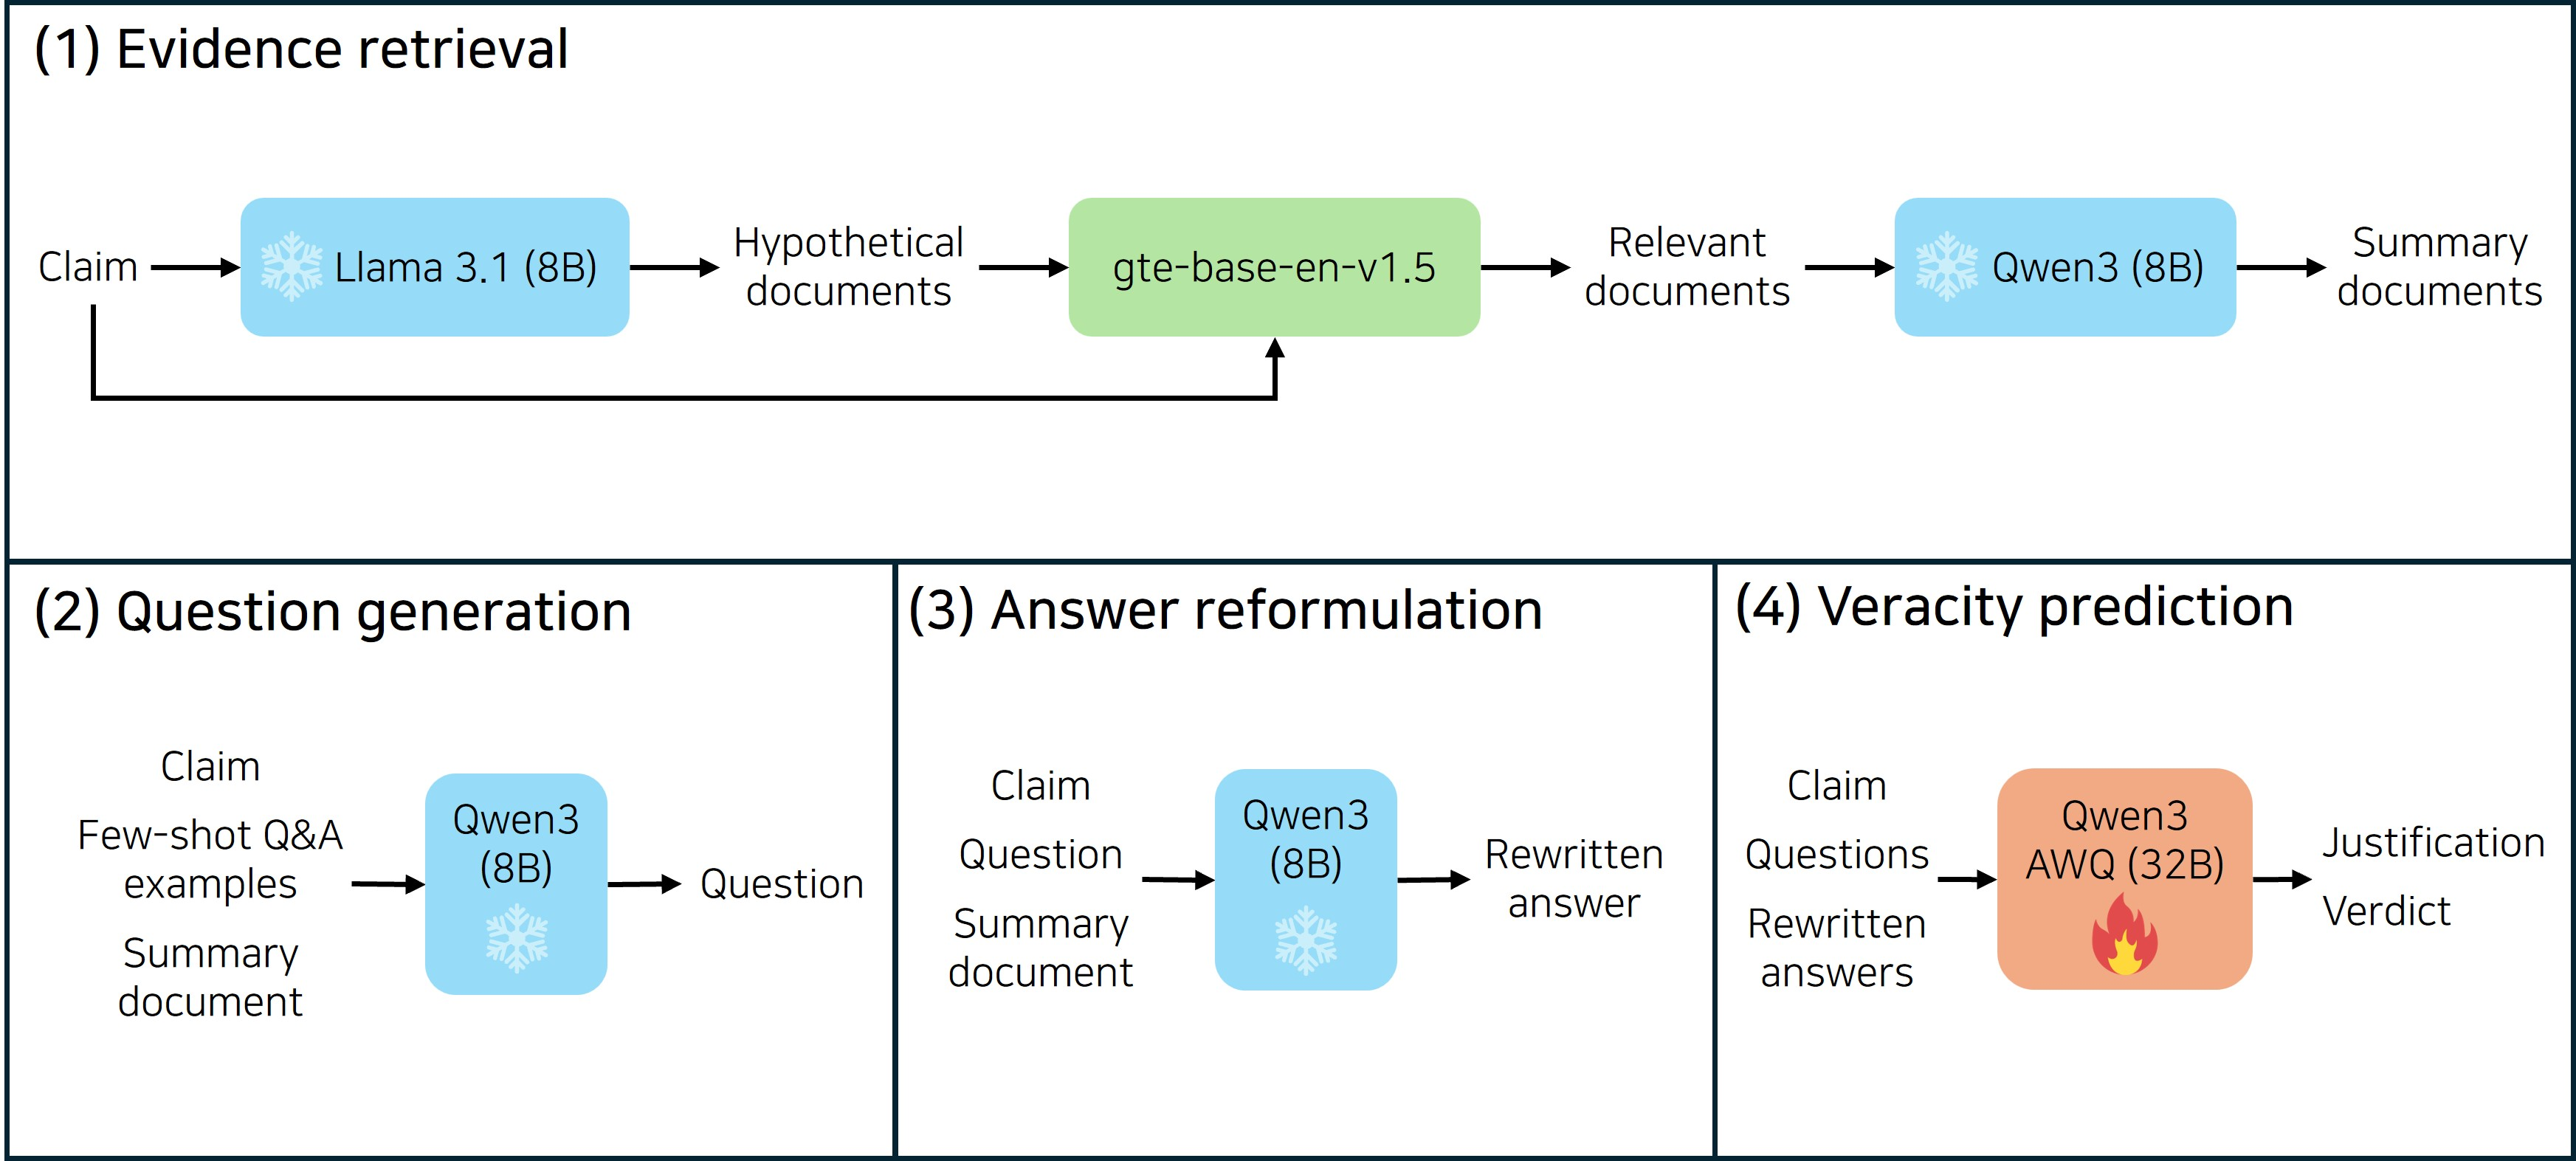 (1) Evidence retrieval
Claim
Llama 3.1 (8B)
Hypothetical
documents
gte-base-en-v1.5
Relevant
documents
Qwen3 (8B)
Summary
documents
(2) Question generation
Claim
Few-shot Q&A
examples
Summary
document
Qwen3
(8B)
Question
(3) Answer reformulation
Claim
Question
Summary
document
Qwen3
(8B)
Rewritten
answer
(4) Veracity prediction
Claim
Questions
Rewritten
answers
Qwen3
AWQ (32B)
Justification
Verdict